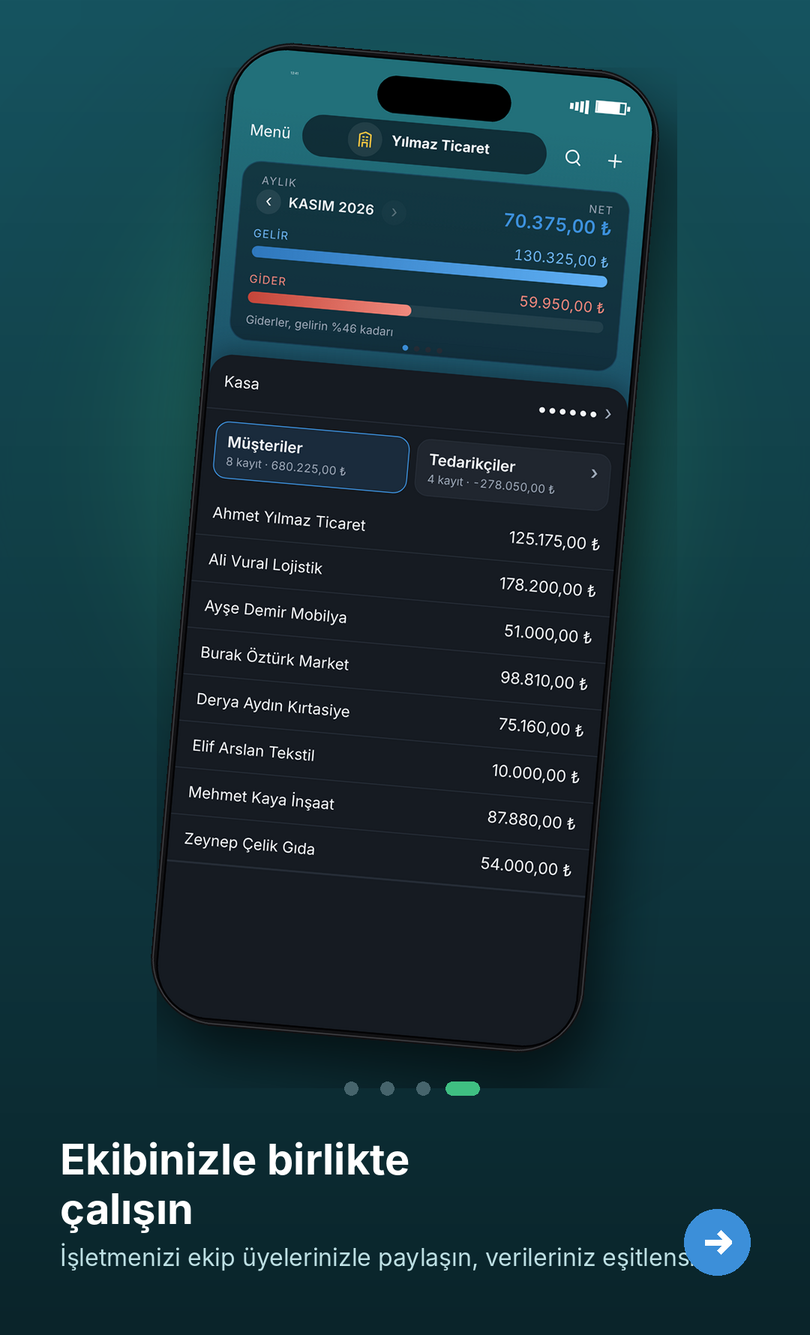 Menü
Yılmaz Ticaret
AYLIK
NET
KASIM 2026
70.375,00 ₺
GELİR
130.325,00 ₺
GİDER
59.950,00 ₺
Giderler, gelirin %46 kadarı
Kasa
Müşteriler
8 kayıt · 680.225,00 ₺
Tedarikçiler
4 kayıt · -278.050,00 ₺
Ahmet Yılmaz Ticaret 125.175,00 ₺
Ali Vural Lojistik 178.200,00 ₺
Ayşe Demir Mobilya 51.000,00 ₺
Burak Öztürk Market 98.810,00 ₺
Derya Aydın Kırtasiye 75.160,00 ₺
Elif Arslan Tekstil 10.000,00 ₺
Mehmet Kaya İnşaat 87.880,00 ₺
Zeynep Çelik Gıda 54.000,00 ₺
Ekibinizle birlikte
çalışın
İşletmenizi ekip üyelerinizle paylaşın, verileriniz